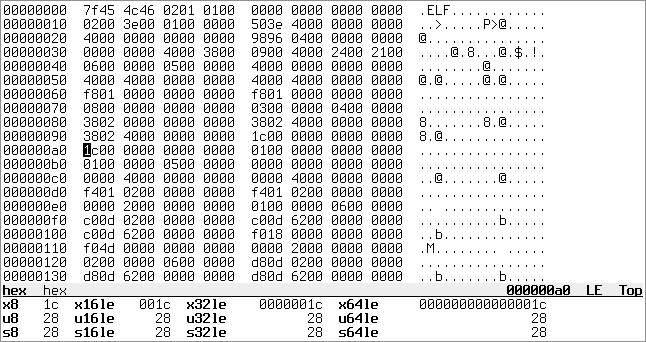 00000000  7f45 4c46 0201 0100  0000 0000 0000 0000  .ELF............
00000010  0200 3e00 0100 0000  503e 4000 0000 0000  ..>.....P>@.....
00000020  4000 0000 0000 0000  9896 0400 0000 0000  @...............
00000030  0000 0000 4000 3800  0900 4000 2400 2100  ....@.8...@.$.!.
00000040  0600 0000 0500 0000  4000 0000 0000 0000  ........@.......
00000050  4000 4000 0000 0000  4000 4000 0000 0000  @.@.....@.@.....
00000060  f801 0000 0000 0000  f801 0000 0000 0000  ................
00000070  0800 0000 0000 0000  0300 0000 0400 0000  ................
00000080  3802 0000 0000 0000  3802 4000 0000 0000  8.......8.@.....
00000090  3802 4000 0000 0000  1c00 0000 0000 0000  8.@.............
000000a0  1c00 0000 0000 0000  0100 0000 0000 0000  ................
000000b0  0100 0000 0500 0000  0000 0000 0000 0000  ................
000000c0  0000 4000 0000 0000  0000 4000 0000 0000  ..@.......@.....
000000d0  f401 0200 0000 0000  f401 0200 0000 0000  ................
000000e0  0000 2000 0000 0000  0100 0000 0600 0000  .. .............
000000f0  c00d 0200 0000 0000  c00d 6200 0000 0000  ..........b.....
00000100  c00d 6200 0000 0000  f018 0000 0000 0000  ..b.............
00000110  f04d 0000 0000 0000  0000 2000 0000 0000  .M........ .....
00000120  0200 0000 0600 0000  d80d 0200 0000 0000  ................
00000130  d80d 6200 0000 0000  d80d 6200 0000 0000  ..b.......b.....
hex  hex  000000a0  LE  Top
x8  1c  x16le  001c  x32le  0000001c  x64le  000000000000001c
u8  28  u16le  28  u32le  28  u64le  28
s8  28  s16le  28  s32le  28  s64le  28